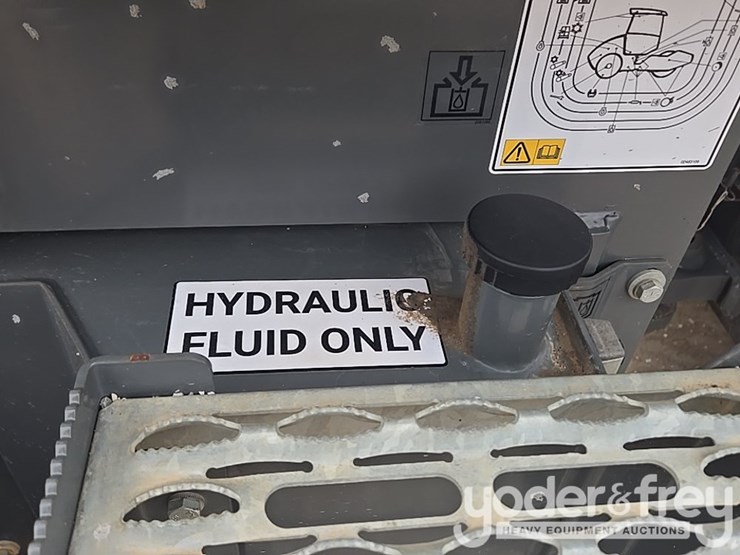 HYDRAULIC
FLUID ONLY
yoder&frey
HEAVY EQUIPMENT AUCTIONS